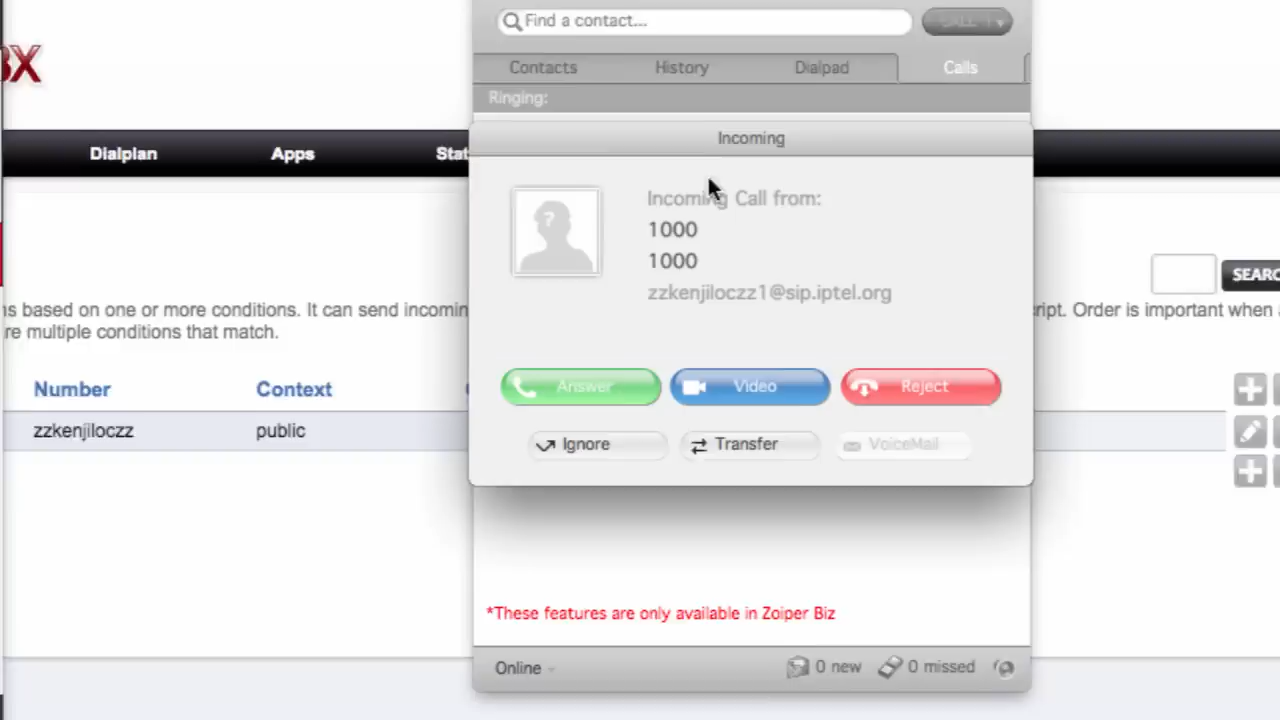 Find a contact...
Contacts History Dialpad Calls
Ringing:
BX
Dialplan Apps Stat
Incoming
Incoming Call from:
1000
1000
zzkenjiloczz1@sip.iptel.org
SEARC
ns based on one or more conditions. It can send incomin
ript. Order is important when a
re multiple conditions that match.
Number Context
Answer Video Reject
zzkenjiloczz public
Ignore Transfer VoiceMail
*These features are only available in Zoiper Biz
Online 0 new 0 missed